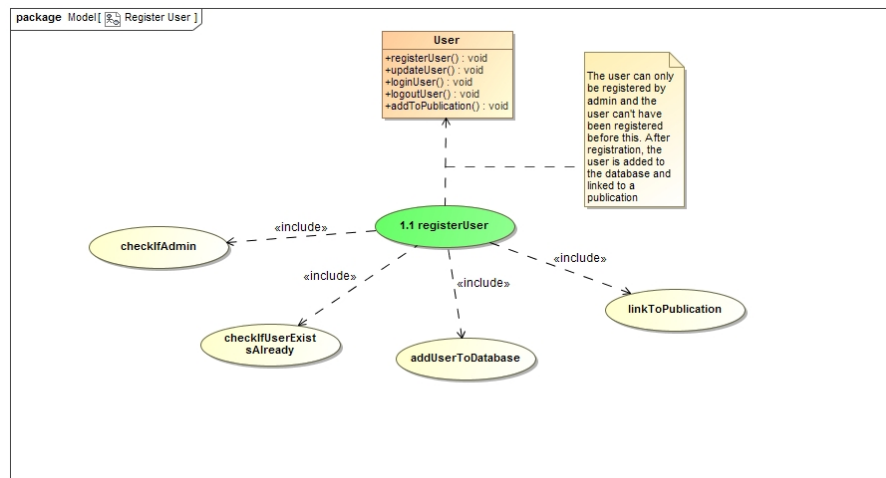 package Model[ Register User ]
User
+registerUser() : void
+updateUser() : void
+loginUser() : void
+logoutUser() : void
+addToPublication() : void
The user can only
be registered by
admin and the
user can't have
been registered
before this. After
registration, the
user is added to
the database and
linked to a
publication
1.1 registerUser
«include»
checkIfAdmin
«include»
«include»
«include»
linkToPublication
checkIfUserExist
sAlready
addUserToDatabase